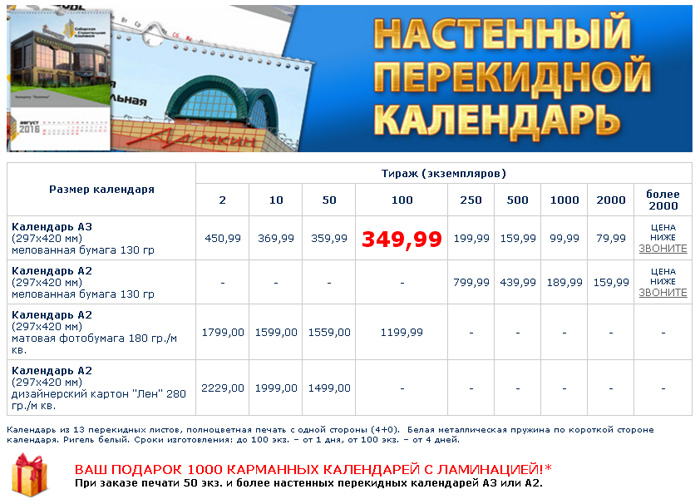 Сибирская
Строительная
Компания
август
2016
льная
Адлекин
НАСТЕННЫЙ
ПЕРЕКИДНОЙ
КАЛЕНДАРЬ
Размер календаря
Тираж (экземпляров)
2 10 50 100 250 500 1000 2000 более 2000
Календарь А3
(297х420 мм)
мелованная бумага 130 гр
450,99 369,99 359,99 349,99 199,99 159,99 99,99 79,99 ЦЕНА НИЖЕ ЗВОНИТЕ
Календарь А2
(297х420 мм)
мелованная бумага 130 гр
- - - - 799,99 439,99 189,99 159,99 ЦЕНА НИЖЕ ЗВОНИТЕ
Календарь А2
(297х420 мм)
матовая фотобумага 180 гр./м
кв.
1799,00 1599,00 1559,00 1199,99 - - - - -
Календарь А2
(297х420 мм)
дизайнерский картон "Лен" 280
гр./м кв.
2229,00 1999,00 1499,00 - - - - - -
Календарь из 13 перекидных листов, полноцветная печать с одной стороны (4+0). Белая металлическая пружина по короткой стороне
календаря. Ригель белый. Сроки изготовления: до 100 экз. – от 1 дня, от 100 экз. – от 4 дней.
ВАШ ПОДАРОК 1000 КАРМАННЫХ КАЛЕНДАРЕЙ С ЛАМИНАЦИЕЙ!*
При заказе печати 50 экз. и более настенных перекидных календарей А3 или А2.